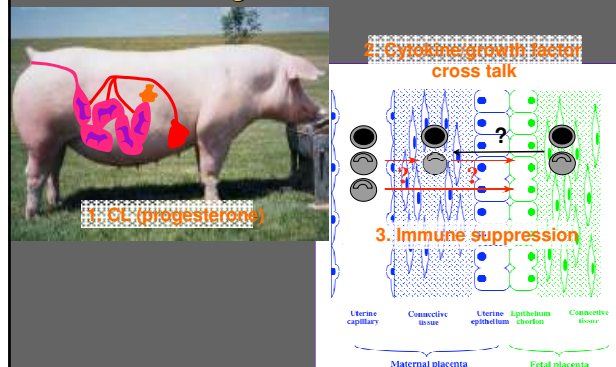 2. Cytokine/growth factor
cross talk
?
?
?
1. CL (progesterone)
3. Immune suppression
Uterine
capillary
Connective
tissue
Uterine
epithelium
Epithelium
chorion
Connective
tissue
Maternal placenta
Fetal placenta